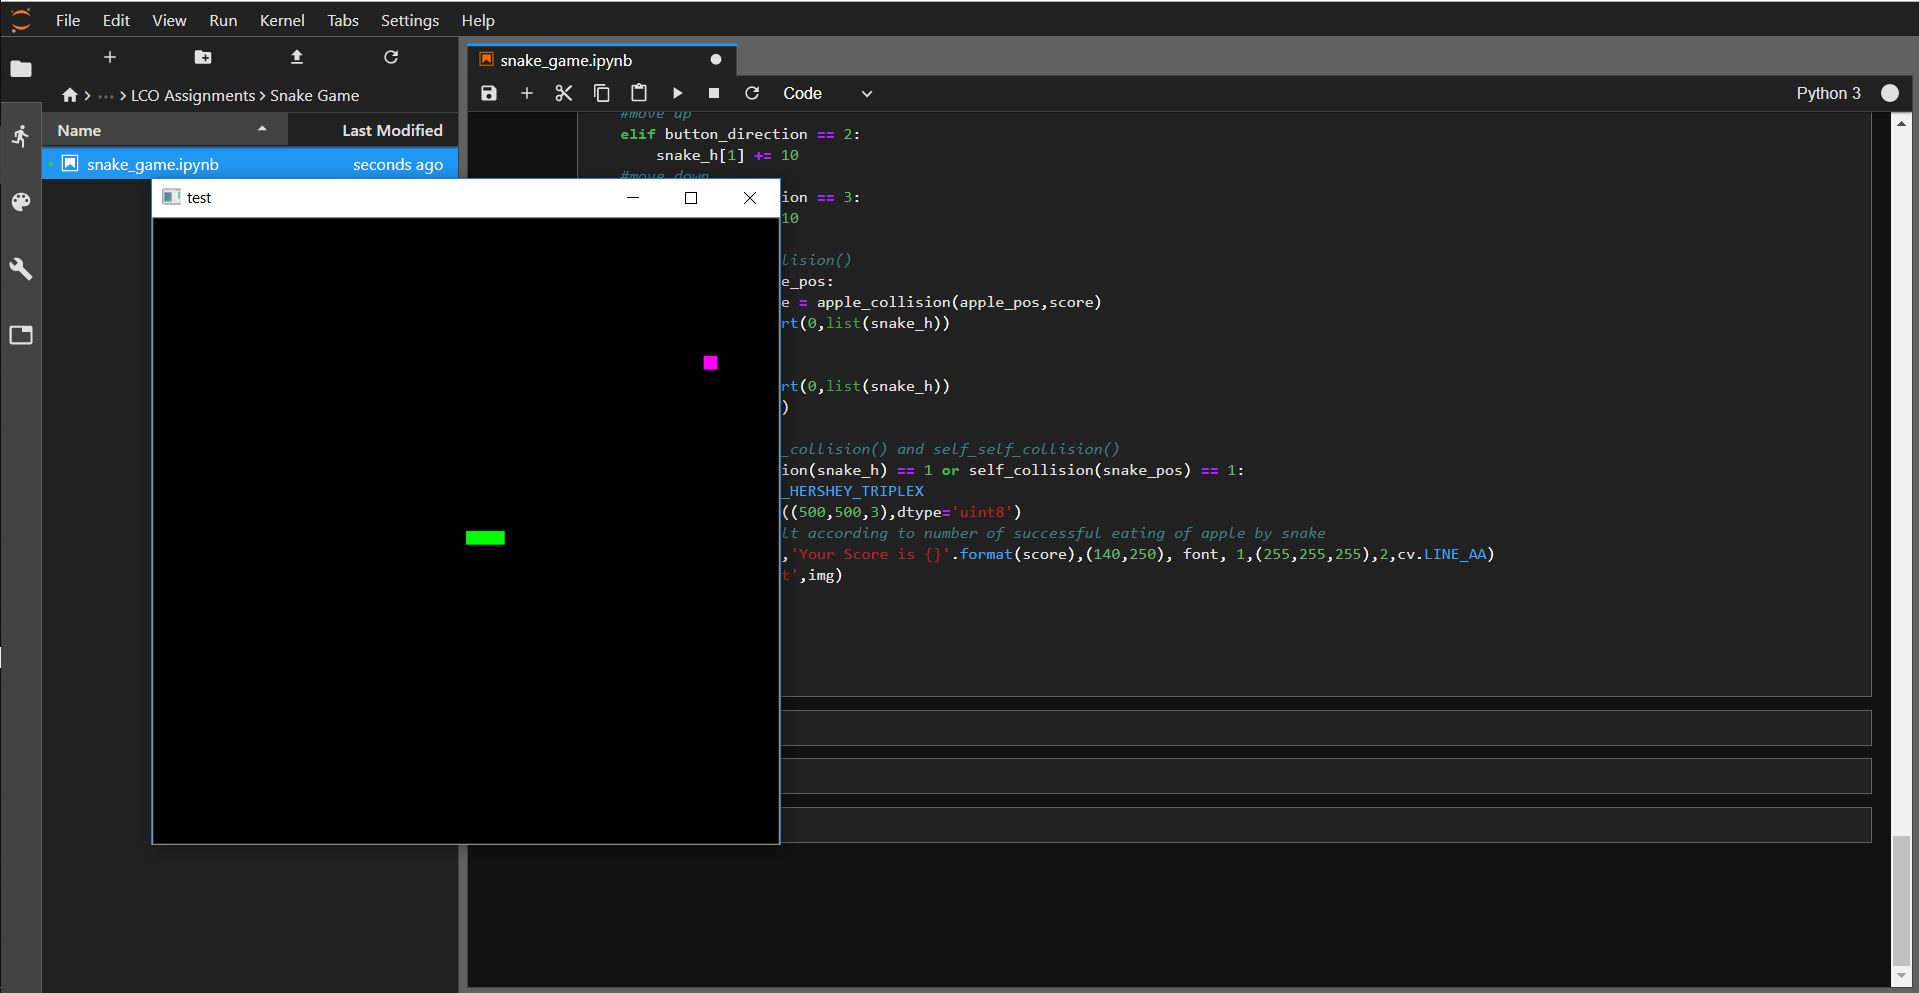 File Edit View Run Kernel Tabs Settings Help
snake_game.ipynb
··· > LCO Assignments > Snake Game
Code
Python 3
Name Last Modified
snake_game.ipynb seconds ago
test
#move up
elif button_direction == 2:
snake_h[1] += 10
#move down
ion == 3:
10
lision()
e_pos:
e = apple_collision(apple_pos,score)
rt(0,list(snake_h))
rt(0,list(snake_h))
)
_collision() and self_self_collision()
ion(snake_h) == 1 or self_collision(snake_pos) == 1:
_HERSHEY_TRIPLEX
((500,500,3),dtype='uint8')
lt according to number of successful eating of apple by snake
,'Your Score is {}'.format(score),(140,250), font, 1,(255,255,255),2,cv.LINE_AA)
t',img)